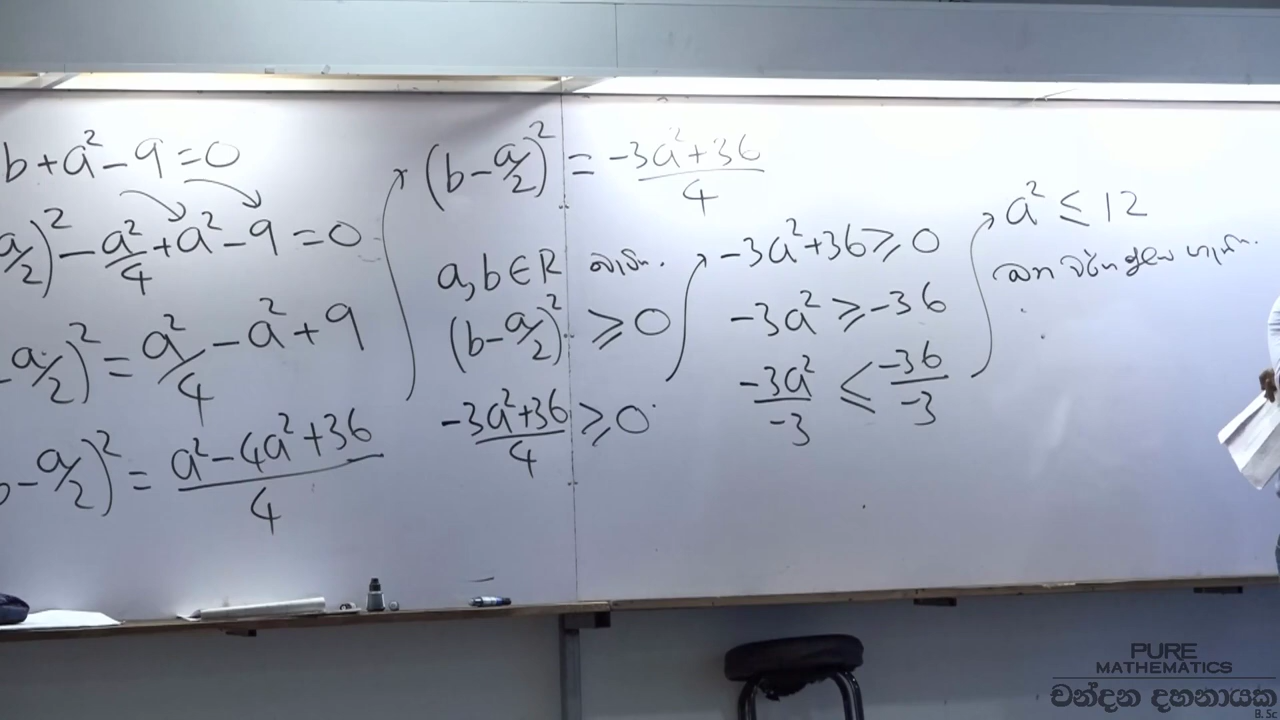 b + a² - 9 = 0
a/2)² - a²/4 + a² - 9 = 0
- a/2)² = a²/4 - a² + 9
b - a/2)² = (a² - 4a² + 36)/4
(b - a/2)² = (-3a² + 36)/4
a, b ∈ R බැවින්.
(b - a/2)² ≥ 0
(-3a² + 36)/4 ≥ 0
-3a² + 36 ≥ 0
-3a² ≥ -36
-3a²/-3 ≤ -36/-3
a² ≤ 12
PURE
MATHEMATICS
චන්දන දහනායක
B.Sc